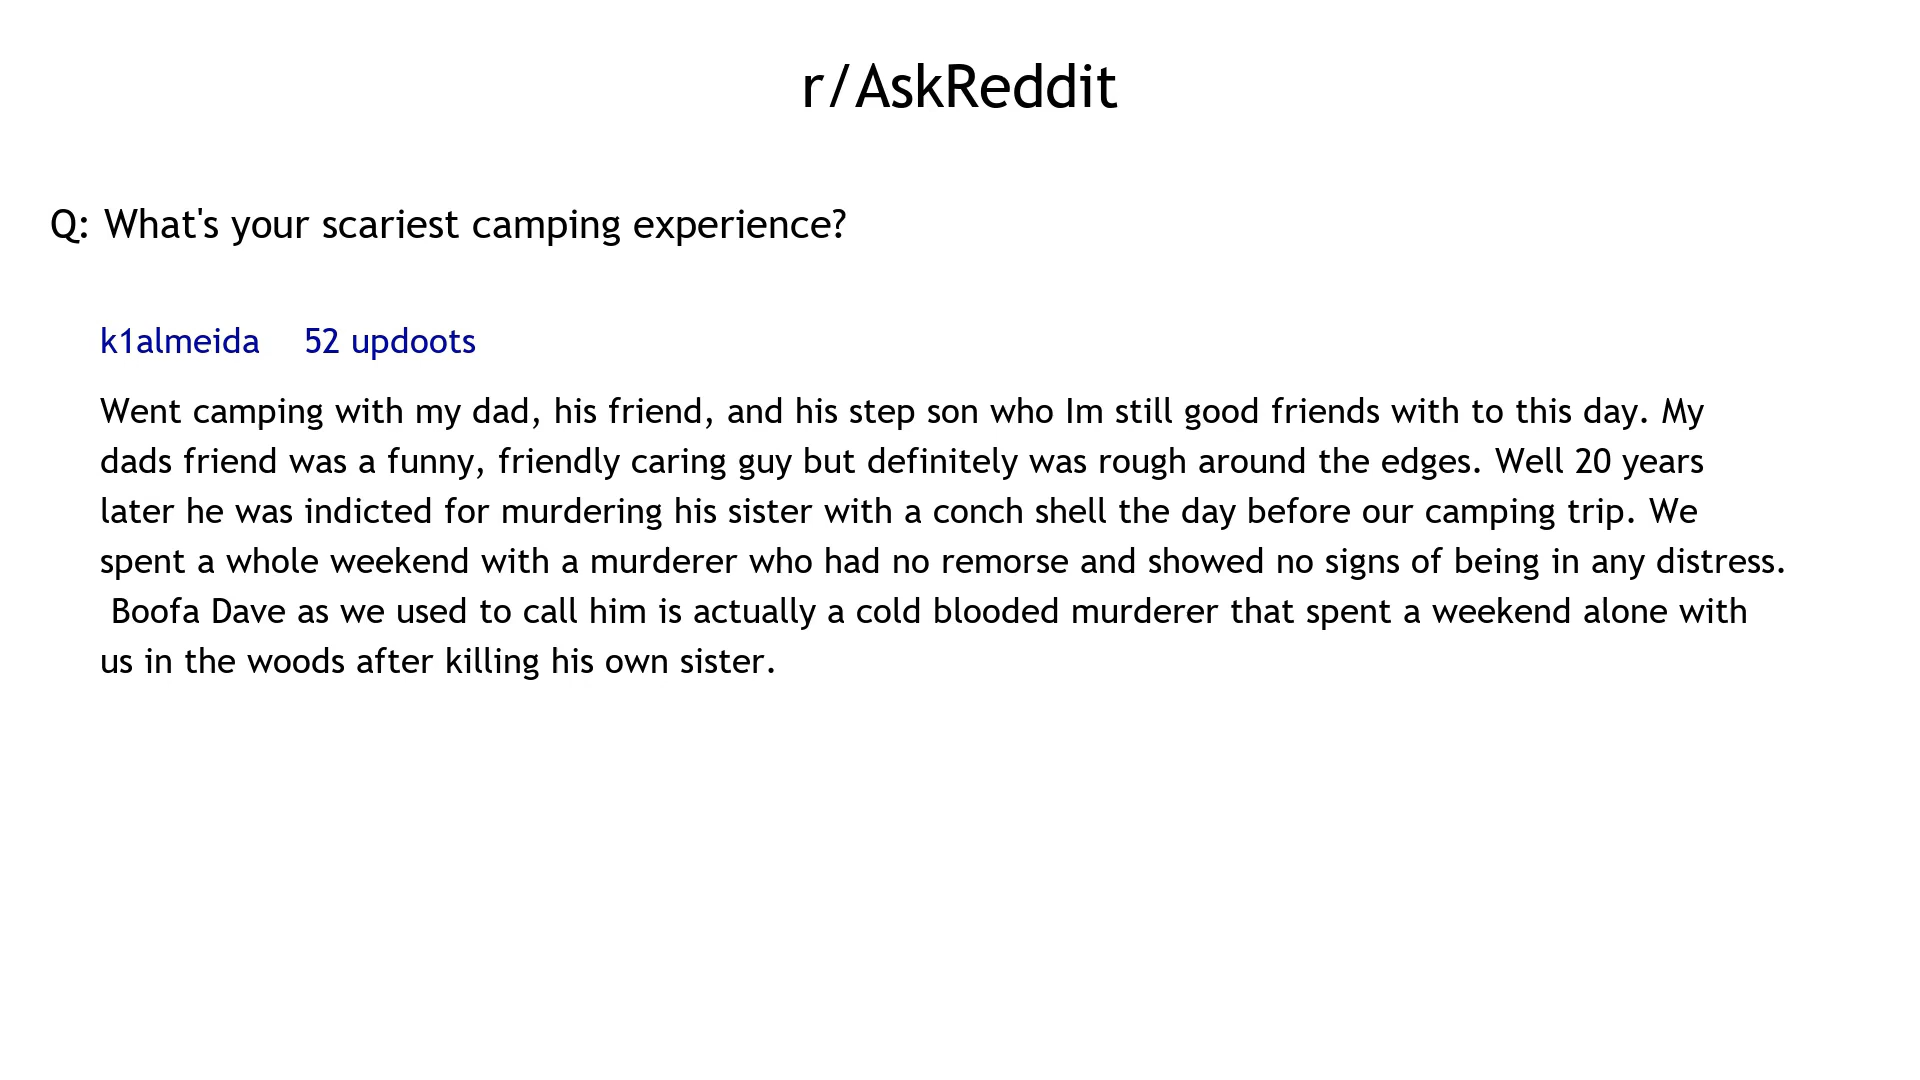 r/AskReddit
Q: What's your scariest camping experience?
k1almeida 52 updoots
Went camping with my dad, his friend, and his step son who Im still good friends with to this day. My
dads friend was a funny, friendly caring guy but definitely was rough around the edges. Well 20 years
later he was indicted for murdering his sister with a conch shell the day before our camping trip. We
spent a whole weekend with a murderer who had no remorse and showed no signs of being in any distress.
Boofa Dave as we used to call him is actually a cold blooded murderer that spent a weekend alone with
us in the woods after killing his own sister.